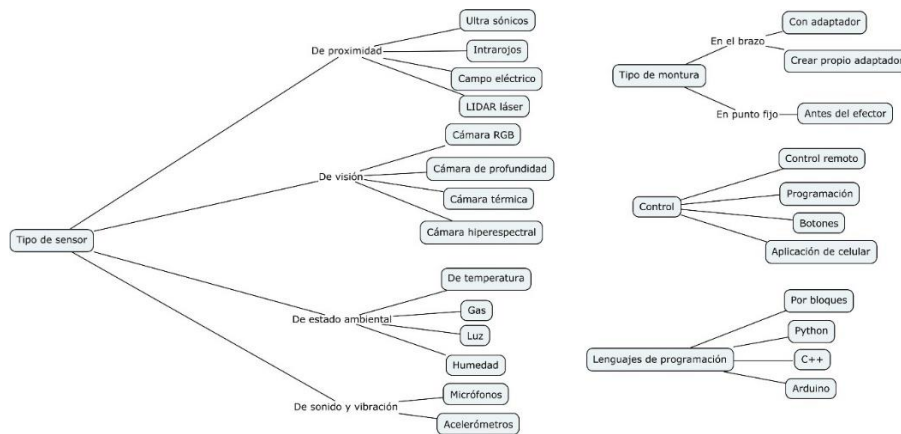 Tipo de sensor
De proximidad
Ultra sónicos
Intrarojos
Campo eléctrico
LIDAR láser
De visión
Cámara RGB
Cámara de profundidad
Cámara térmica
Cámara hiperespectral
De estado ambiental
De temperatura
Gas
Luz
Humedad
De sonido y vibración
Micrófonos
Acelerómetros
Tipo de montura
En el brazo
Con adaptador
Crear propio adaptador
En punto fijo
Antes del efector
Control
Control remoto
Programación
Botones
Aplicación de celular
Lenguajes de programación
Por bloques
Python
C++
Arduino